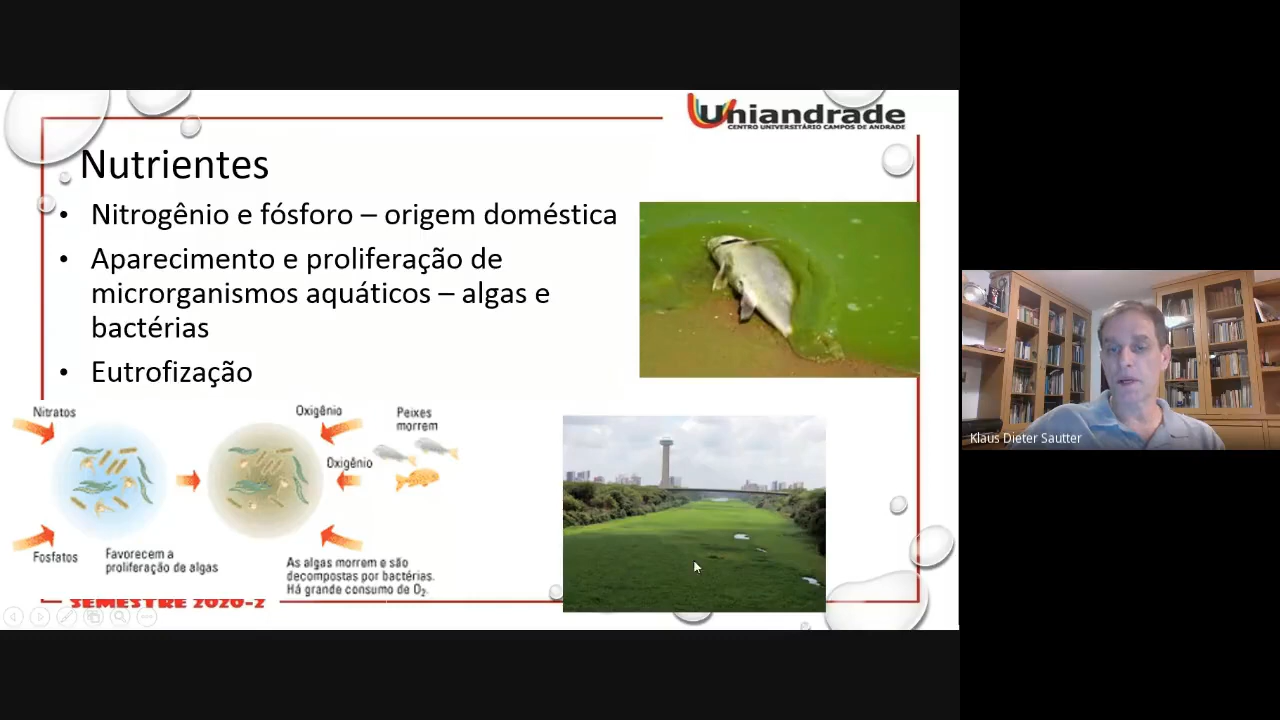 Uniandrade
CENTRO UNIVERSITÁRIO CAMPOS DE ANDRADE
Nutrientes
• Nitrogênio e fósforo – origem doméstica
• Aparecimento e proliferação de
microrganismos aquáticos – algas e
bactérias
• Eutrofização
Nitratos
Oxigênio
Peixes
morrem
Oxigênio
Fosfatos
Favorecem a
proliferação de algas
As algas morrem e são
decompostas por bactérias.
Há grande consumo de O₂.
SEMESTRE 2020-2
Klaus Dieter Sautter